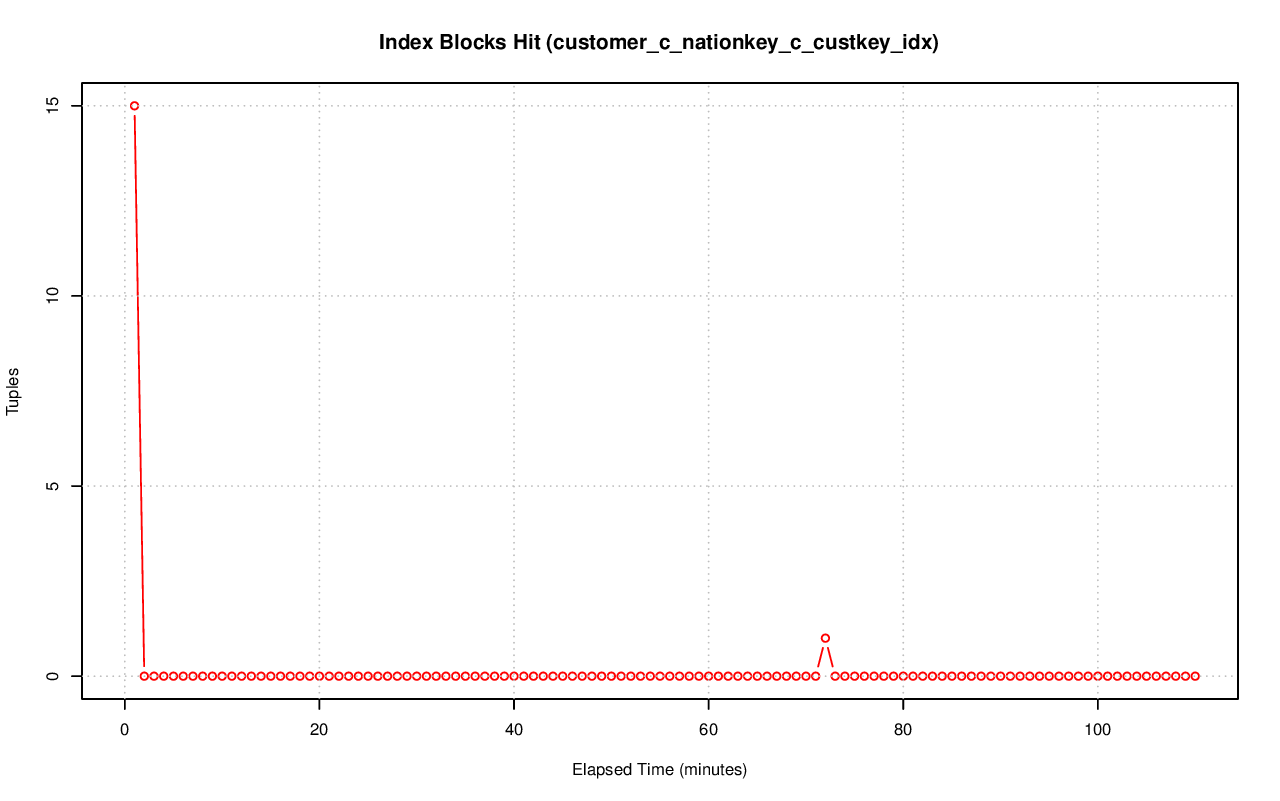 Index Blocks Hit (customer_c_nationkey_c_custkey_idx)
15
10
5
0
Tuples
0 20 40 60 80 100
Elapsed Time (minutes)